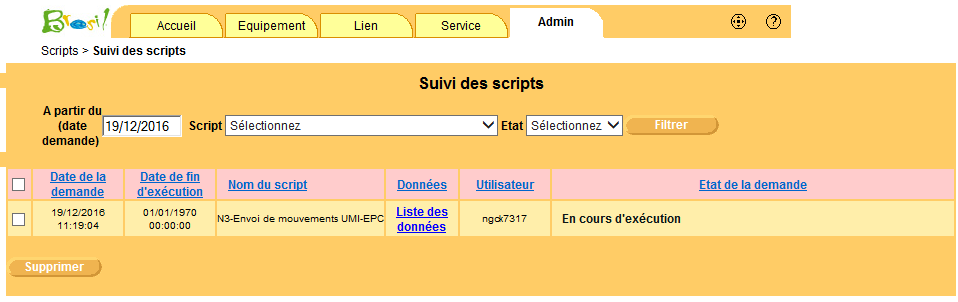 Brasil
Accueil Equipement Lien Service Admin
Scripts > Suivi des scripts
Suivi des scripts
A partir du
(date
demande)
19/12/2016 Script Sélectionnez Etat Sélectionnez Filtrer
Date de la
demande
Date de fin
d'exécution
Nom du script Données Utilisateur Etat de la demande
19/12/2016
11:19:04
01/01/1970
00:00:00
N3-Envoi de mouvements UMI-EPC
Liste des
données
ngck7317
En cours d'exécution
Supprimer